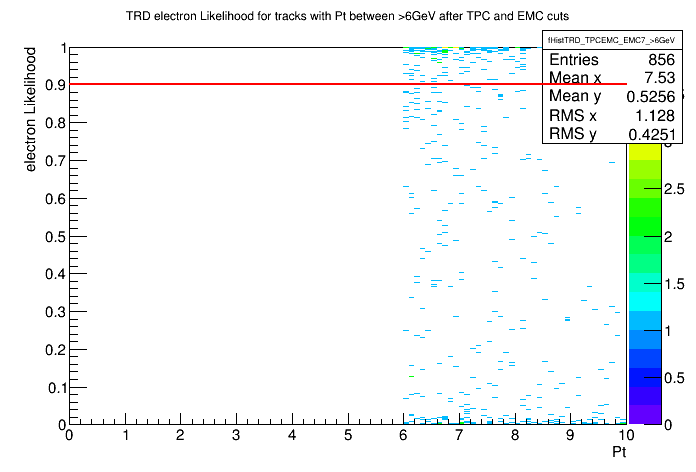 TRD electron Likelihood for tracks with Pt between >6GeV after TPC and EMC cuts
fHistTRD_TPCEMC_EMC7_>6GeV
Entries 856
Mean x 7.53
Mean y 0.5256
RMS x 1.128
RMS y 0.4251
electron Likelihood
1
0.9
0.8
0.7
0.6
0.5
0.4
0.3
0.2
0.1
0
0 1 2 3 4 5 6 7 8 9 10
Pt
2.5
2
1.5
1
0.5
0